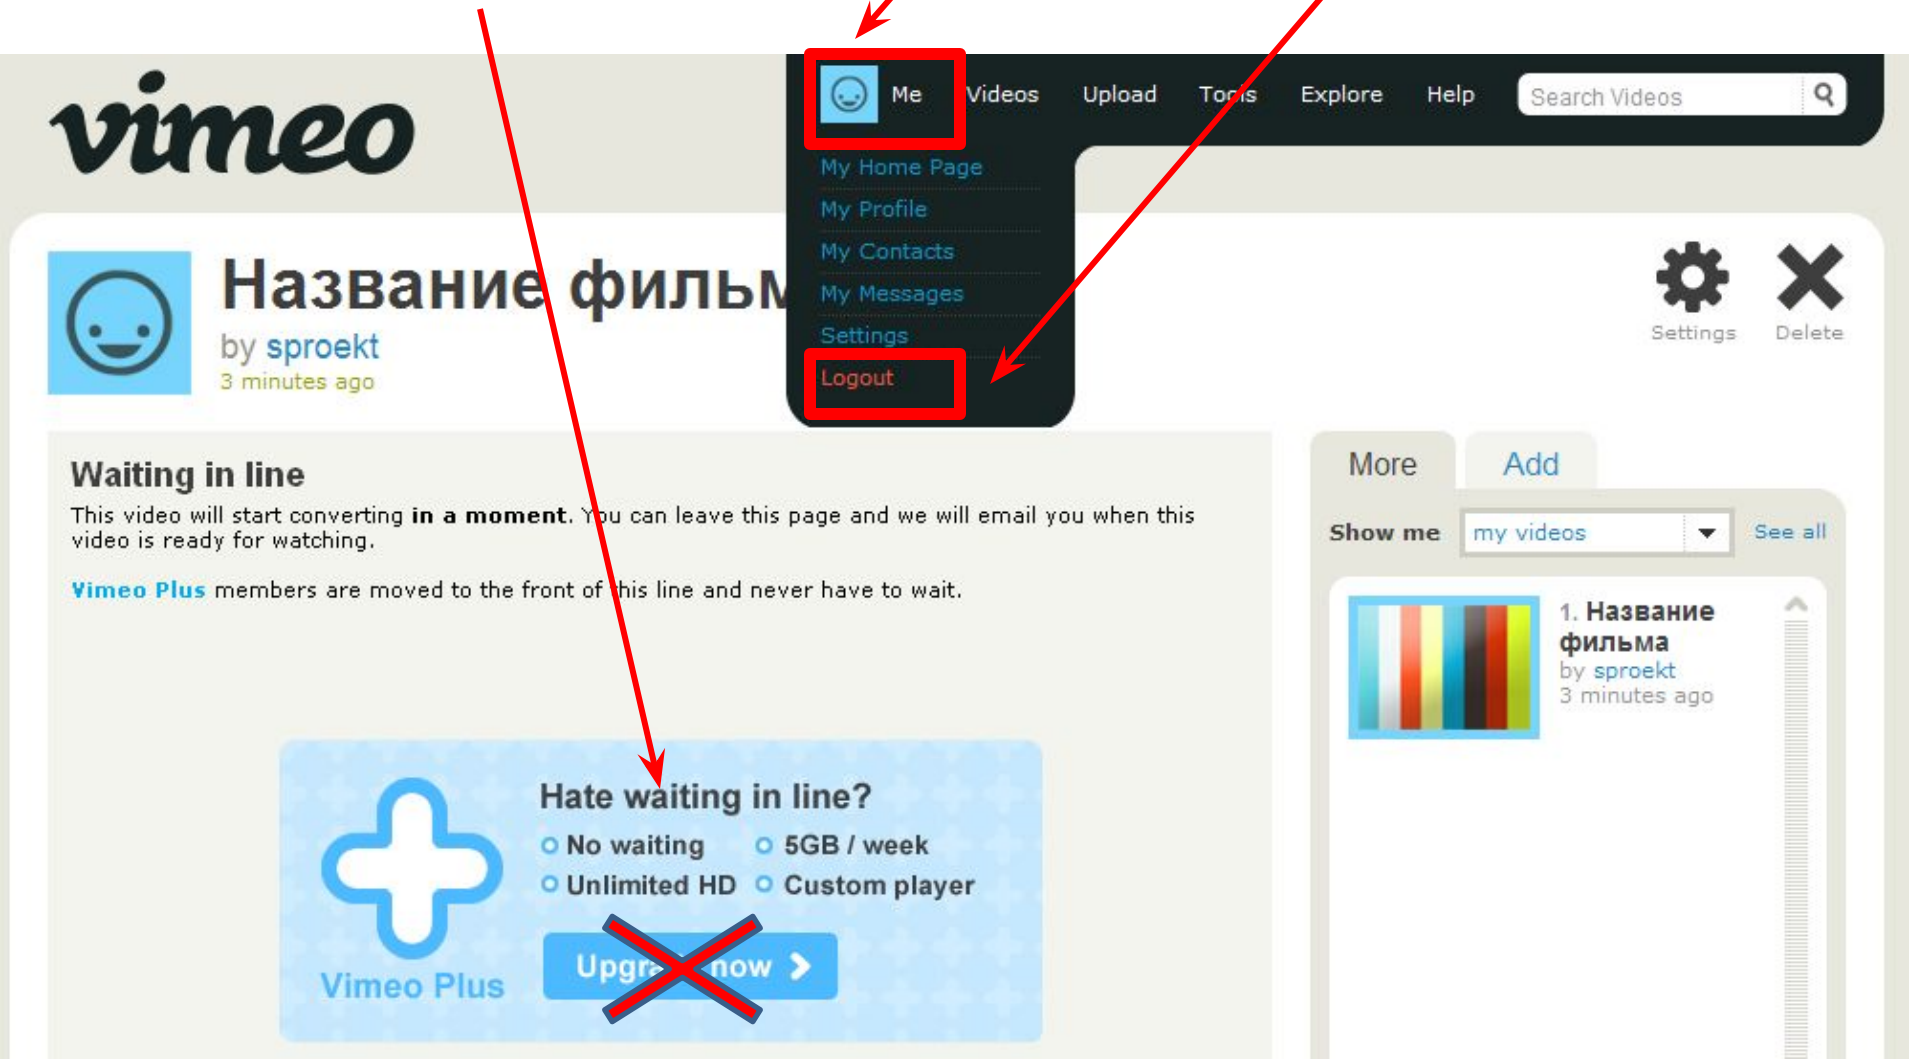 vimeo
Me Videos Upload Tools Explore Help Search Videos
My Home Page
My Profile
My Contacts
My Messages
Settings
Logout
Название фильм
by sproekt
3 minutes ago
Settings Delete
Waiting in line
This video will start converting in a moment. You can leave this page and we will email you when this
video is ready for watching.
Vimeo Plus members are moved to the front of this line and never have to wait.
Hate waiting in line?
No waiting 5GB / week
Unlimited HD Custom player
Upgrade now
Vimeo Plus
More Add
Show me my videos See all
1. Название
фильма
by sproekt
3 minutes ago